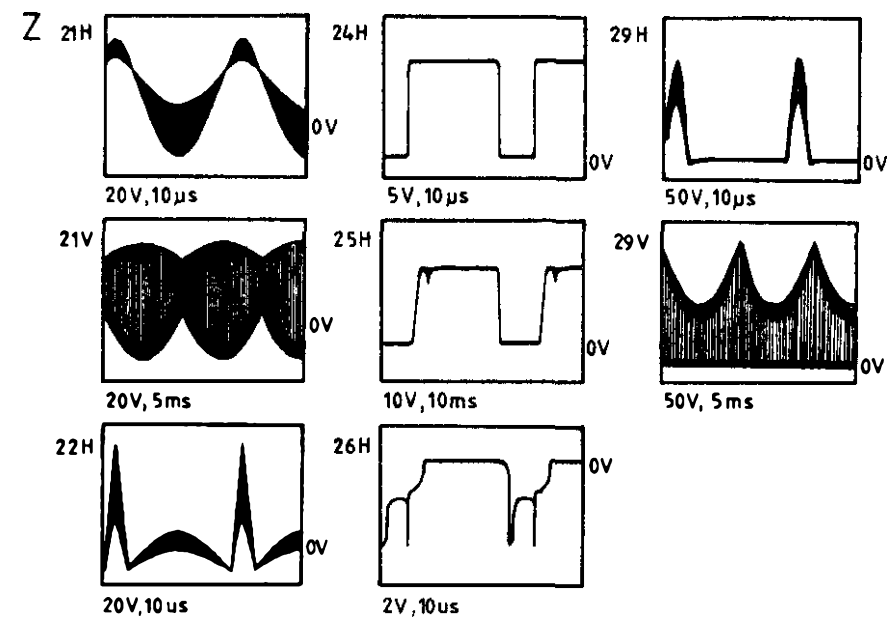 Z
21H
0V
20V,10µs
24H
0V
5V,10µs
29H
0V
50V,10µs
21V
0V
20V,5ms
25H
0V
10V,10ms
29V
0V
50V,5ms
22H
0V
20V,10us
26H
0V
2V,10us